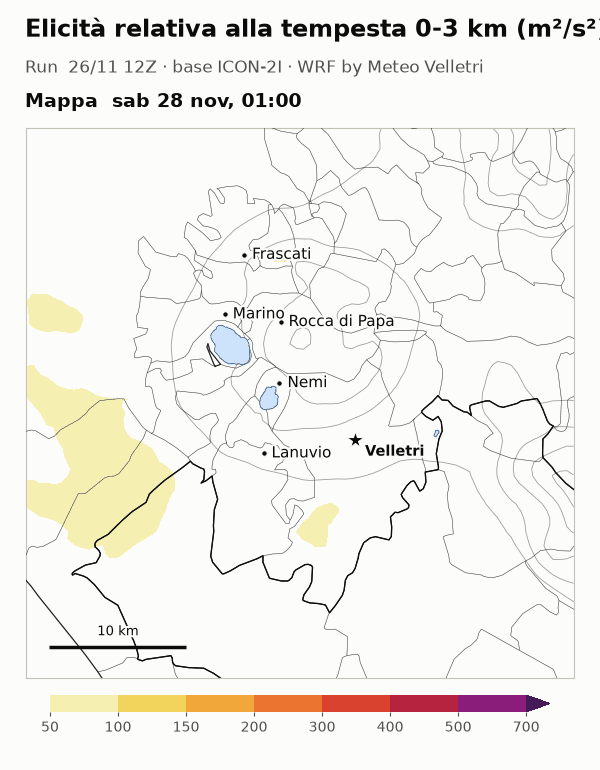 Elicità relativa alla tempesta 0-3 km (m²/s²)
Run  26/11 12Z · base ICON-2I · WRF by Meteo Velletri
Mappa  sab 28 nov, 01:00
Frascati
Marino
Rocca di Papa
Nemi
Velletri
Lanuvio
10 km
50 100 150 200 300 400 500 700